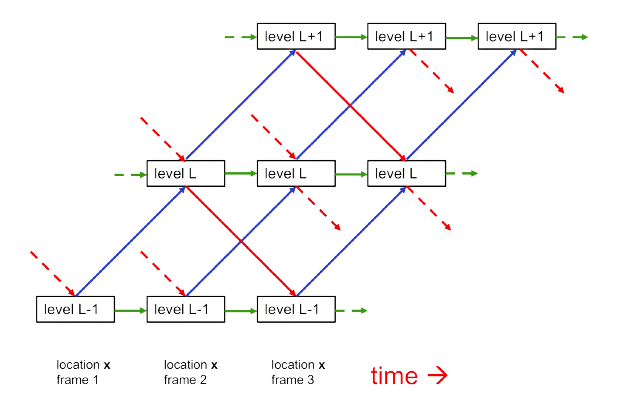 level L+1
level L+1
level L+1
level L
level L
level L
level L-1
level L-1
level L-1
location x
frame 1
location x
frame 2
location x
frame 3
time →